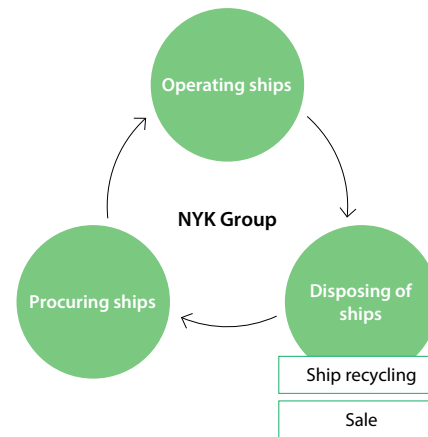 Operating ships
NYK Group
Procuring ships
Disposing of
ships
Ship recycling
Sale